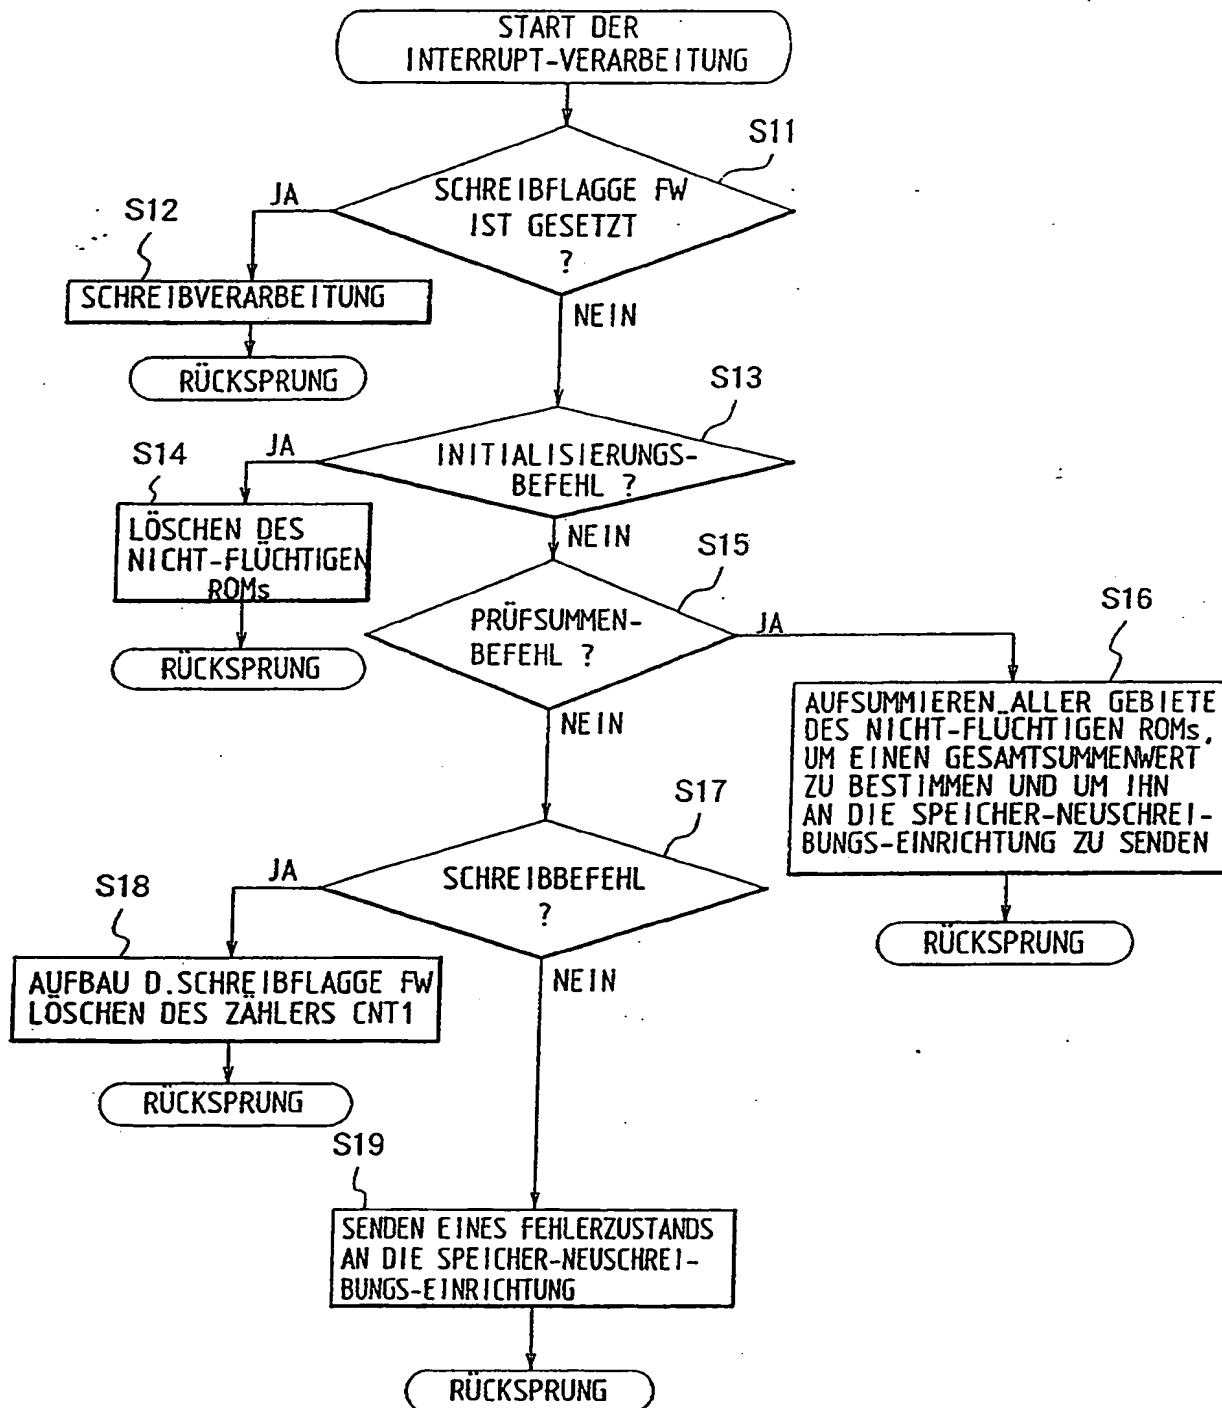 START DER
INTERRUPT-VERARBEITUNG
S11
SCHREIBFLAGGE FW
IST GESETZT
?
JA
S12
SCHREIBVERARBEITUNG
NEIN
RÜCKSPRUNG
S13
INITIALISIERUNGS-
BEFEHL ?
JA
S14
LÖSCHEN DES
NICHT-FLÜCHTIGEN
ROMs
NEIN
RÜCKSPRUNG
S15
PRÜFSUMMEN-
BEFEHL ?
JA
S16
AUFSUMMIEREN ALLER GEBIETE
DES NICHT-FLÜCHTIGEN ROMs,
UM EINEN GESAMTSUMMENWERT
ZU BESTIMMEN UND UM IHN
AN DIE SPEICHER-NEUSCHREI-
BUNGS-EINRICHTUNG ZU SENDEN
RÜCKSPRUNG
NEIN
S17
SCHREIBBEFEHL
?
JA
S18
AUFBAU D.SCHREIBFLAGGE FW
LÖSCHEN DES ZÄHLERS CNT1
RÜCKSPRUNG
NEIN
S19
SENDEN EINES FEHLERZUSTANDS
AN DIE SPEICHER-NEUSCHREI-
BUNGS-EINRICHTUNG
RÜCKSPRUNG